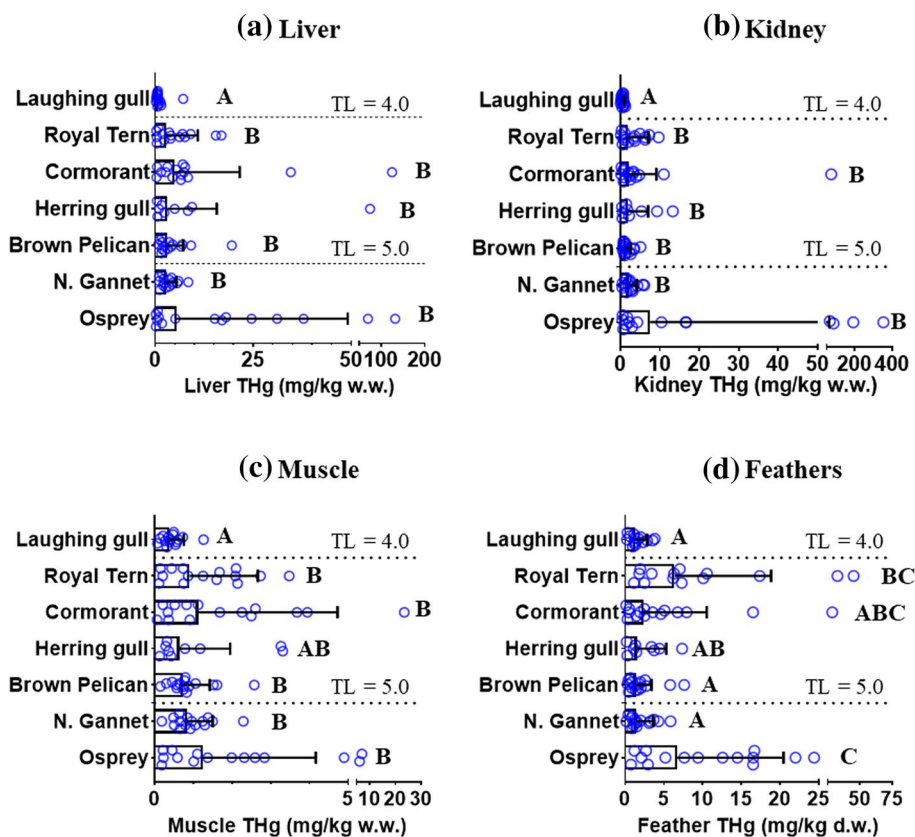 (a) Liver
Laughing gull A TL = 4.0
Royal Tern B
Cormorant B
Herring gull B
Brown Pelican B TL = 5.0
N. Gannet B
Osprey B
0 25 50 100 200
Liver THg (mg/kg w.w.)
(b) Kidney
Laughing gull A TL = 4.0
Royal Tern B
Cormorant B
Herring gull B
Brown Pelican B TL = 5.0
N. Gannet B
Osprey B
0 10 20 30 40 50 200 400
Kidney THg (mg/kg w.w.)
(c) Muscle
Laughing gull A TL = 4.0
Royal Tern B
Cormorant B
Herring gull AB
Brown Pelican B TL = 5.0
N. Gannet B
Osprey B
0 5 10 20 30
Muscle THg (mg/kg w.w.)
(d) Feathers
Laughing gull A TL = 4.0
Royal Tern BC
Cormorant ABC
Herring gull AB
Brown Pelican A TL = 5.0
N. Gannet A
Osprey C
0 5 10 15 20 25 50 75
Feather THg (mg/kg d.w.)